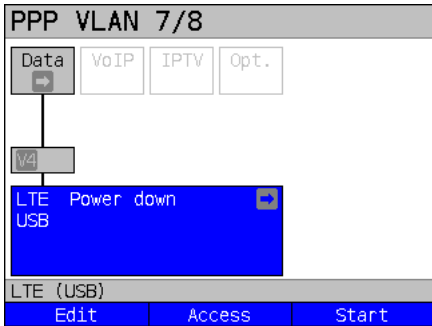 PPP VLAN 7/8
Data VoIP IPTV Opt.
V4
LTE Power down
USB
LTE (USB)
Edit Access Start